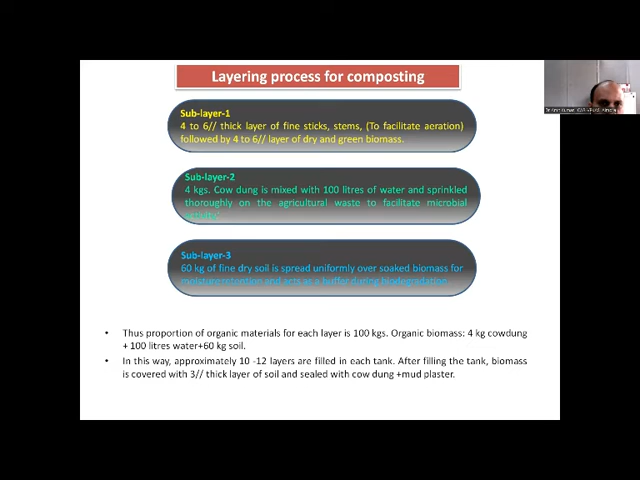 Layering process for composting
Sub-layer-1
4 to 6// thick layer of fine sticks, stems, (To facilitate aeration)
followed by 4 to 6// layer of dry and green biomass.
Sub-layer-2
4 kgs. Cow dung is mixed with 100 litres of water and sprinkled
thoroughly on the agricultural waste to facilitate microbial
activity.
Sub-layer-3
60 kg of fine dry soil is spread uniformly over soaked biomass for
moisture retention and acts as a buffer during biodegradation
• Thus proportion of organic materials for each layer is 100 kgs. Organic biomass: 4 kg cowdung
+ 100 litres water+60 kg soil.
• In this way, approximately 10 -12 layers are filled in each tank. After filling the tank, biomass
is covered with 3// thick layer of soil and sealed with cow dung +mud plaster.